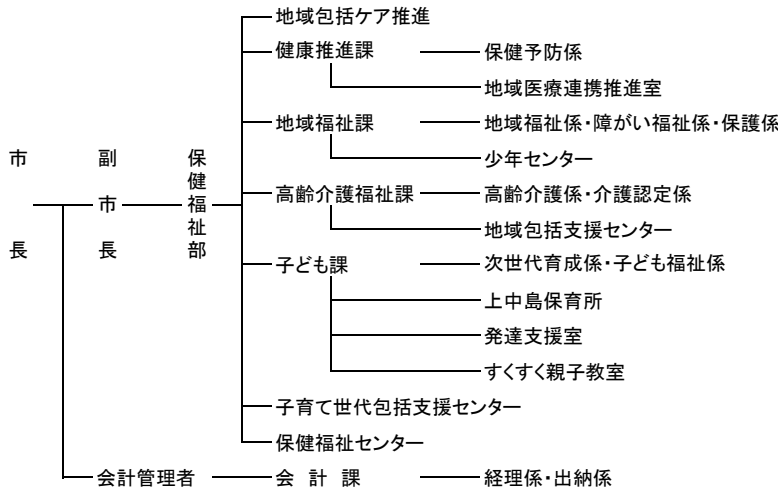 地域包括ケア推進
健康推進課 保健予防係
地域医療連携推進室
地域福祉課 地域福祉係・障がい福祉係・保護係
少年センター
市長 副市長 保健福祉部
高齢介護福祉課 高齢介護係・介護認定係
地域包括支援センター
子ども課 次世代育成係・子ども福祉係
上中島保育所
発達支援室
すくすく親子教室
子育て世代包括支援センター
保健福祉センター
会計管理者 会計課 経理係・出納係